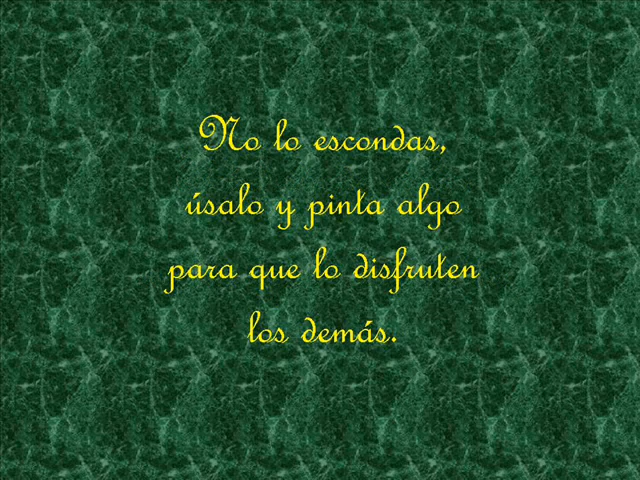 No lo escondas,
úsalo y pinta algo
para que lo disfruten
los demás.